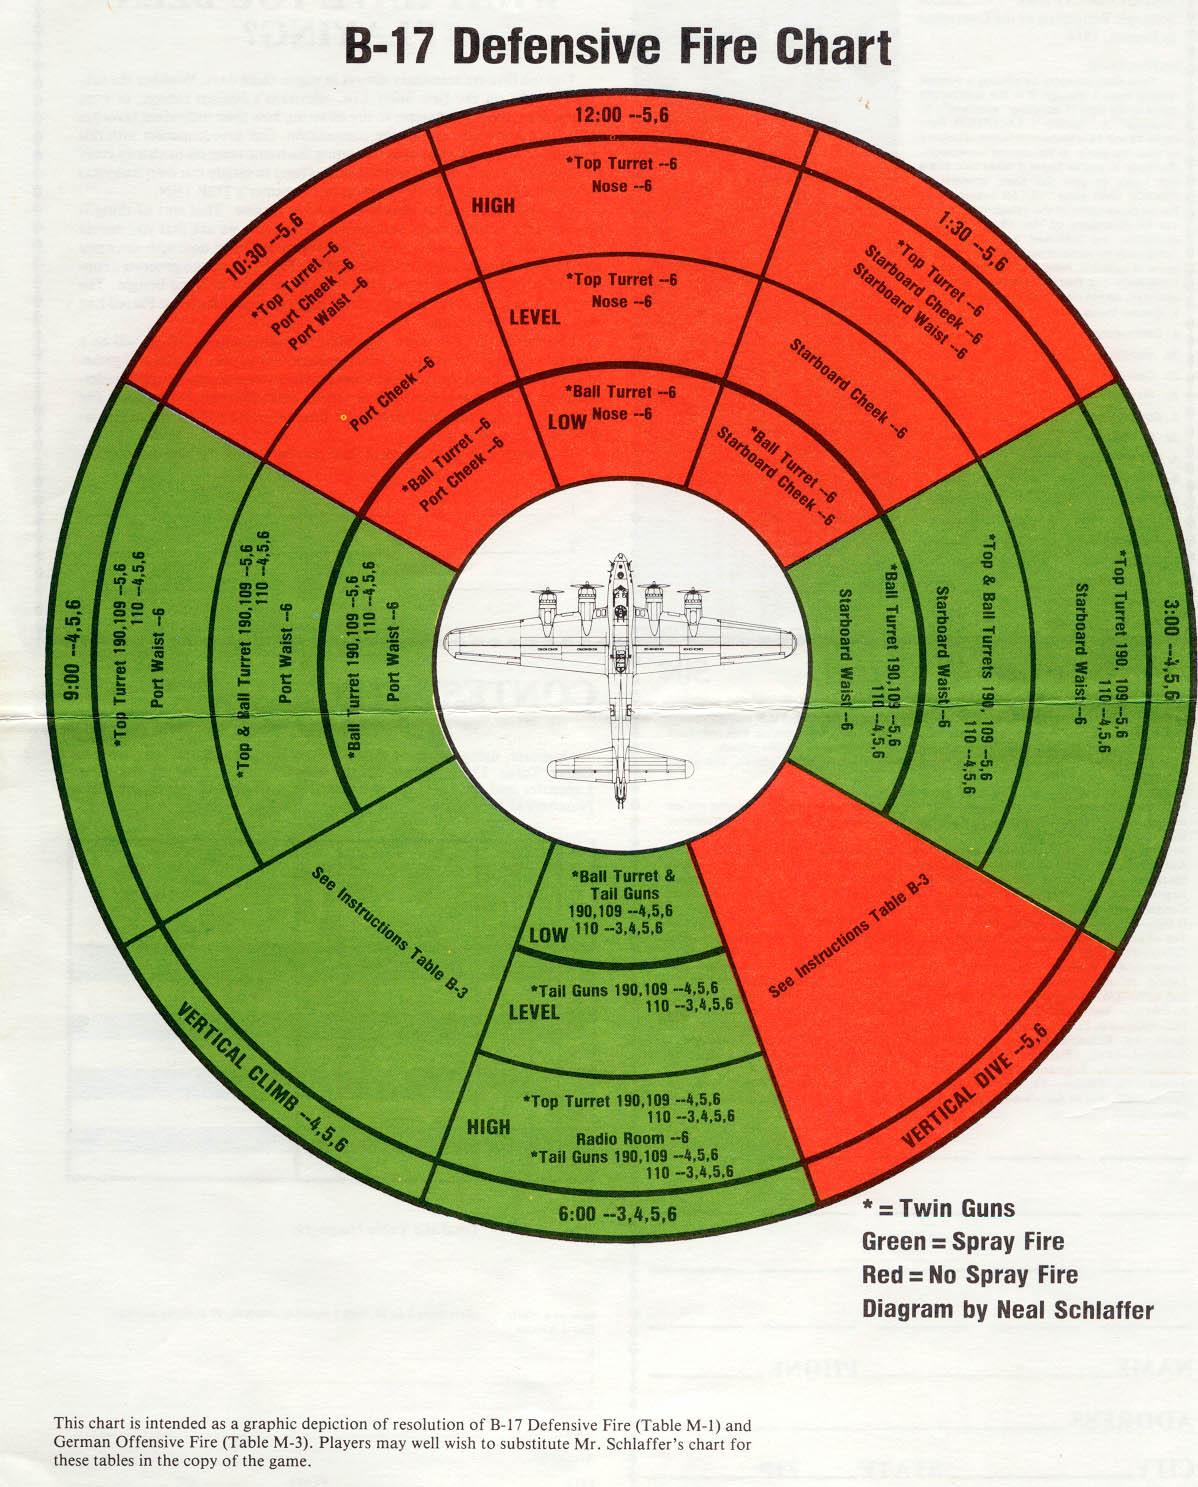 B-17 Defensive Fire Chart
12:00 --5,6
*Top Turret --6
Nose --6
HIGH
*Top Turret --6
Nose --6
LEVEL
*Ball Turret --6
Nose --6
LOW
1:30 --5,6
*Top Turret --6
Starboard Cheek --6
Starboard Waist --6
Starboard Cheek --6
*Ball Turret --6
Starboard Cheek --6
3:00 --4,5,6
*Top Turret 190, 109 --5,6
110 --4,5,6
Starboard Waist --6
*Top & Ball Turrets 190, 109 --5,6
110 --4,5,6
Starboard Waist --6
*Ball Turret 190,109 --5,6
110 --4,5,6
Starboard Waist --6
VERTICAL DIVE --5,6
See Instructions Table B-3
*Ball Turret &
Tail Guns
190,109 --4,5,6
110 --3,4,5,6
LOW
*Tail Guns 190,109 --4,5,6
110 --3,4,5,6
LEVEL
*Top Turret 190,109 --4,5,6
110 --3,4,5,6
HIGH
Radio Room --6
*Tail Guns 190,109 --4,5,6
110 --3,4,5,6
6:00 --3,4,5,6
VERTICAL CLIMB --4,5,6
See Instructions Table B-3
9:00 --4,5,6
*Top Turret 190,109 --5,6
110 --4,5,6
Port Waist --6
*Top & Ball Turret 190,109 --5,6
110 --4,5,6
Port Waist --6
*Ball Turret 190,109 --5,6
110 --4,5,6
Port Waist --6
10:30 --5,6
*Top Turret --6
Port Cheek --6
Port Waist --6
Port Cheek --6
*Ball Turret --6
Port Cheek --6
* = Twin Guns
Green = Spray Fire
Red = No Spray Fire
Diagram by Neal Schlaffer
This chart is intended as a graphic depiction of resolution of B-17 Defensive Fire (Table M-1) and
German Offensive Fire (Table M-3). Players may well wish to substitute Mr. Schlaffer's chart for
these tables in the copy of the game.